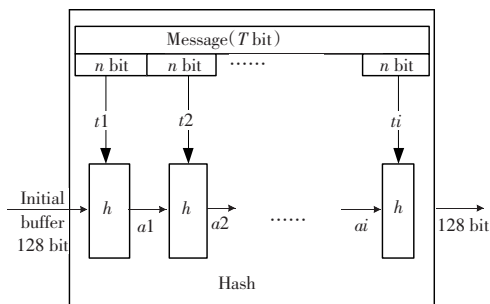 Message(T bit)
n bit n bit …… n bit
t1 t2 ti
Initial
buffer
128 bit
h h h
a1 a2 …… ai
128 bit
Hash